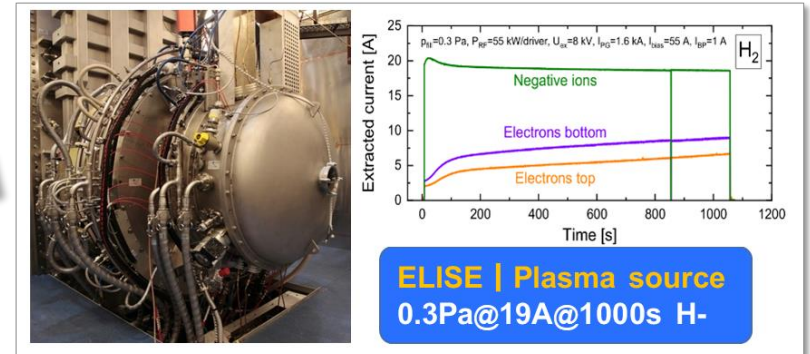 25
20
15
10
5
0
Extracted current [A]
p_fill=0.3 Pa, P_RF=55 kW/driver, U_ex=8 kV, I_PG=1.6 kA, I_bias=55 A, I_BP=1 A
H₂
Negative ions
Electrons bottom
Electrons top
0 200 400 600 800 1000 1200
Time [s]
ELISE | Plasma source
0.3Pa@19A@1000s H-